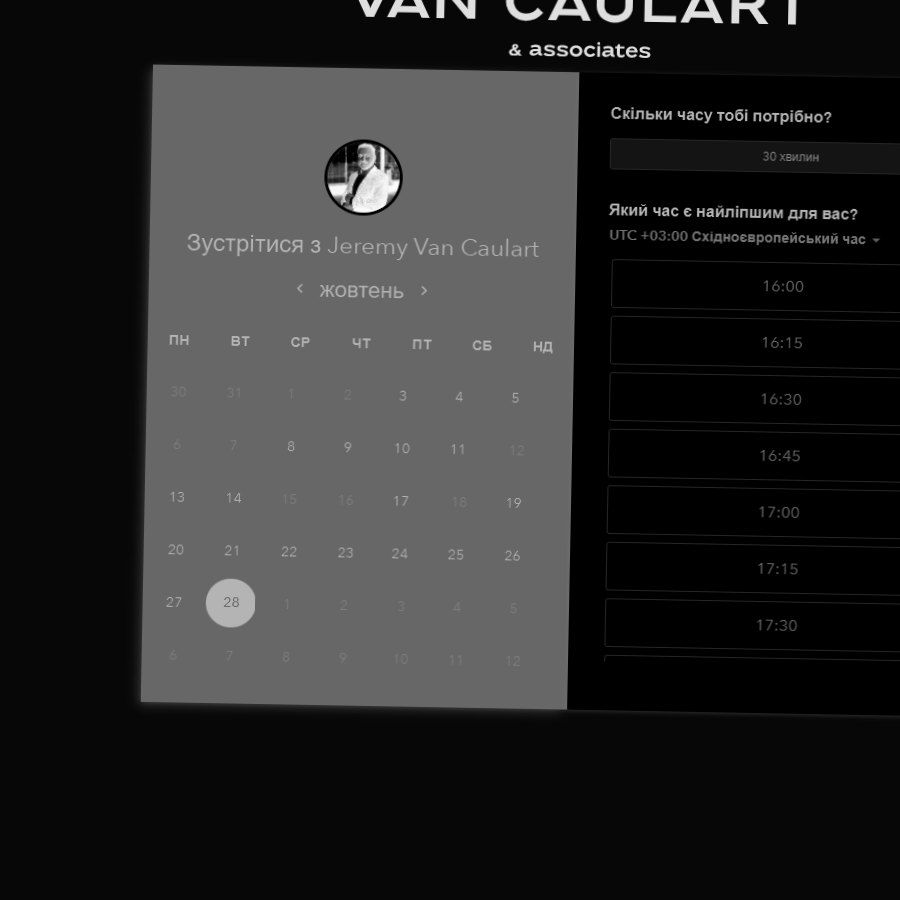 VAN CAULART
& associates
Зустрітися з Jeremy Van Caulart
жовтень
ПН ВТ СР ЧТ ПТ СБ НД
30 31 1 2 3 4 5
6 7 8 9 10 11 12
13 14 15 16 17 18 19
20 21 22 23 24 25 26
27 28 1 2 3 4 5
6 7 8 9 10 11 12
Скільки часу тобі потрібно?
30 хвилин
Який час є найліпшим для вас?
UTC +03:00 Східноєвропейський час
16:00
16:15
16:30
16:45
17:00
17:15
17:30